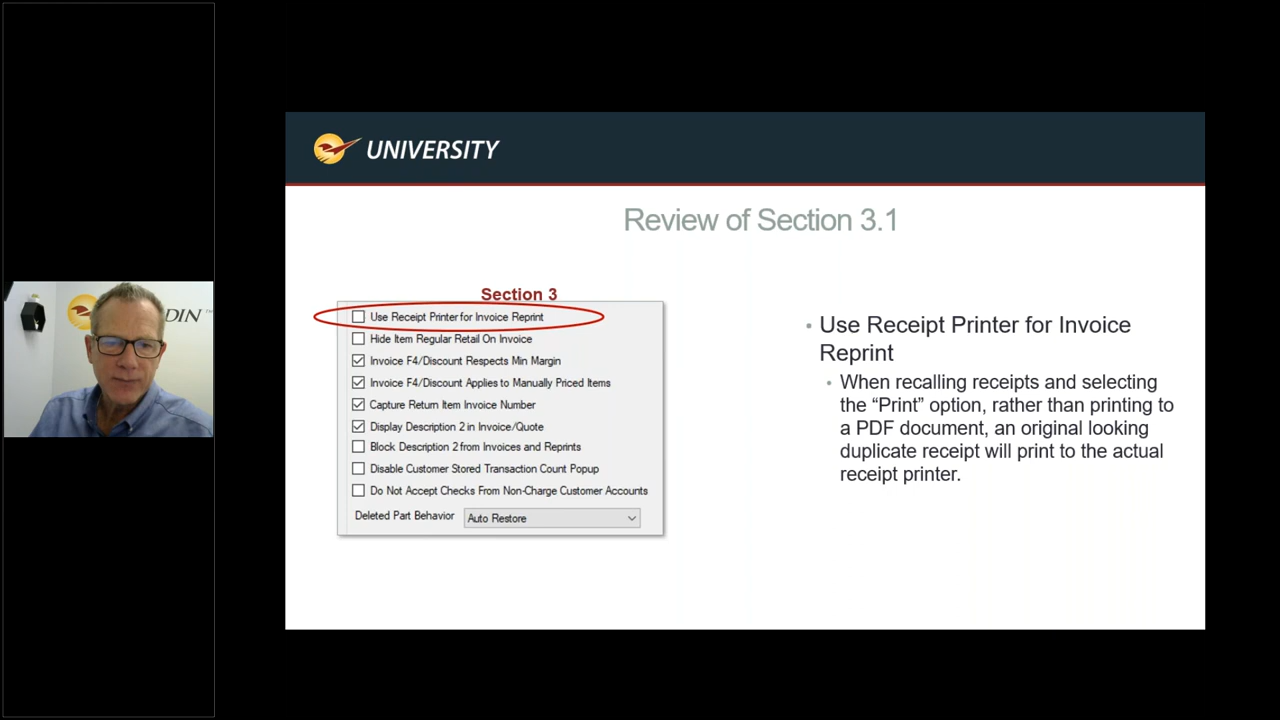 UNIVERSITY
Review of Section 3.1
Section 3
Use Receipt Printer for Invoice Reprint
Hide Item Regular Retail On Invoice
Invoice F4/Discount Respects Min Margin
Invoice F4/Discount Applies to Manually Priced Items
Capture Return Item Invoice Number
Display Description 2 in Invoice/Quote
Block Description 2 from Invoices and Reprints
Disable Customer Stored Transaction Count Popup
Do Not Accept Checks From Non-Charge Customer Accounts
Deleted Part Behavior Auto Restore
• Use Receipt Printer for Invoice
Reprint
• When recalling receipts and selecting
the “Print” option, rather than printing to
a PDF document, an original looking
duplicate receipt will print to the actual
receipt printer.
DIN